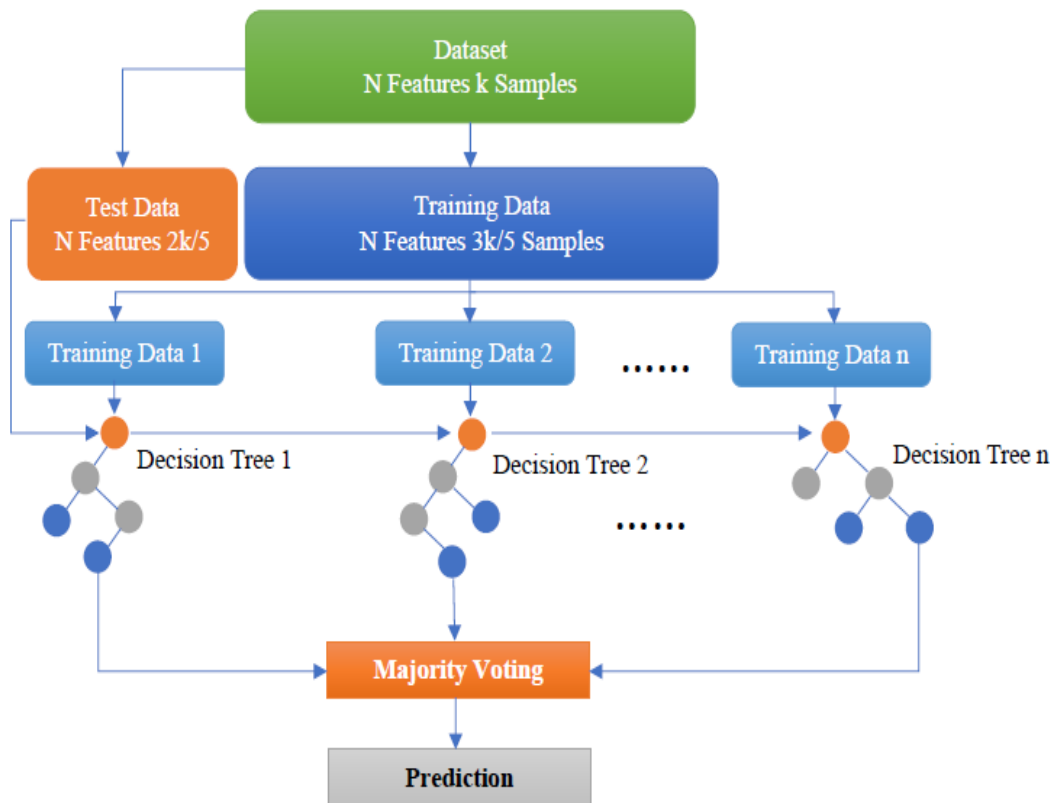 Dataset
N Features k Samples
Test Data
N Features 2k/5
Training Data
N Features 3k/5 Samples
Training Data 1
Training Data 2
......
Training Data n
Decision Tree 1
Decision Tree 2
Decision Tree n
......
Majority Voting
Prediction